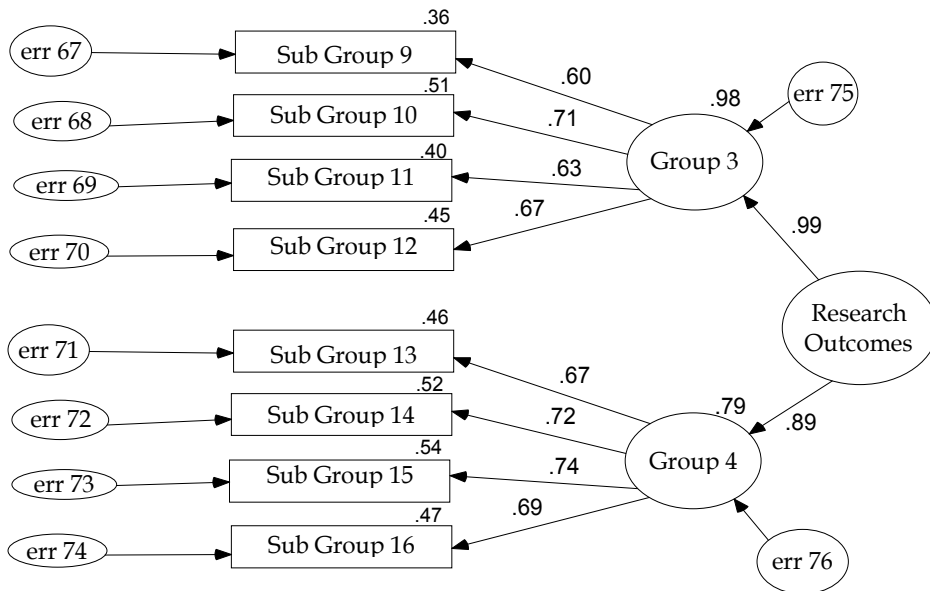 .36
err 67
Sub Group 9
.60
.98
err 75
.51
err 68
Sub Group 10
.71
Group 3
.40
err 69
Sub Group 11
.63
.45
err 70
Sub Group 12
.67
.99
Research
Outcomes
.46
err 71
Sub Group 13
.67
.79
.89
.52
err 72
Sub Group 14
.72
Group 4
.54
err 73
Sub Group 15
.74
.47
err 74
Sub Group 16
.69
err 76